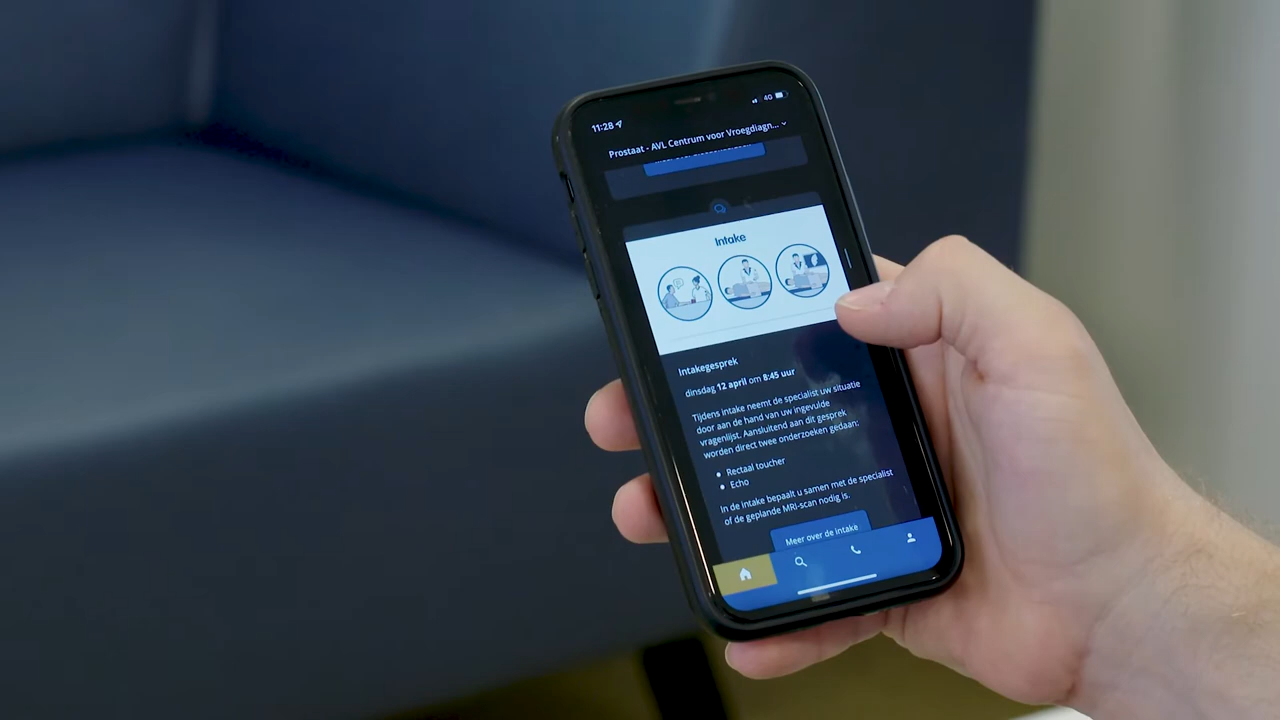 11:28
4G
Prostaat - AVL Centrum voor Vroegdiagn...
Intake
Intakegesprek
dinsdag 12 april om 8:45 uur
Tijdens intake neemt de specialist uw situatie
door aan de hand van uw ingevulde
vragenlijst. Aansluitend aan dit gesprek
worden direct twee onderzoeken gedaan:
Rectaal toucher
Echo
In de intake bepaalt u samen met de specialist
of de geplande MRI-scan nodig is.
Meer over de intake